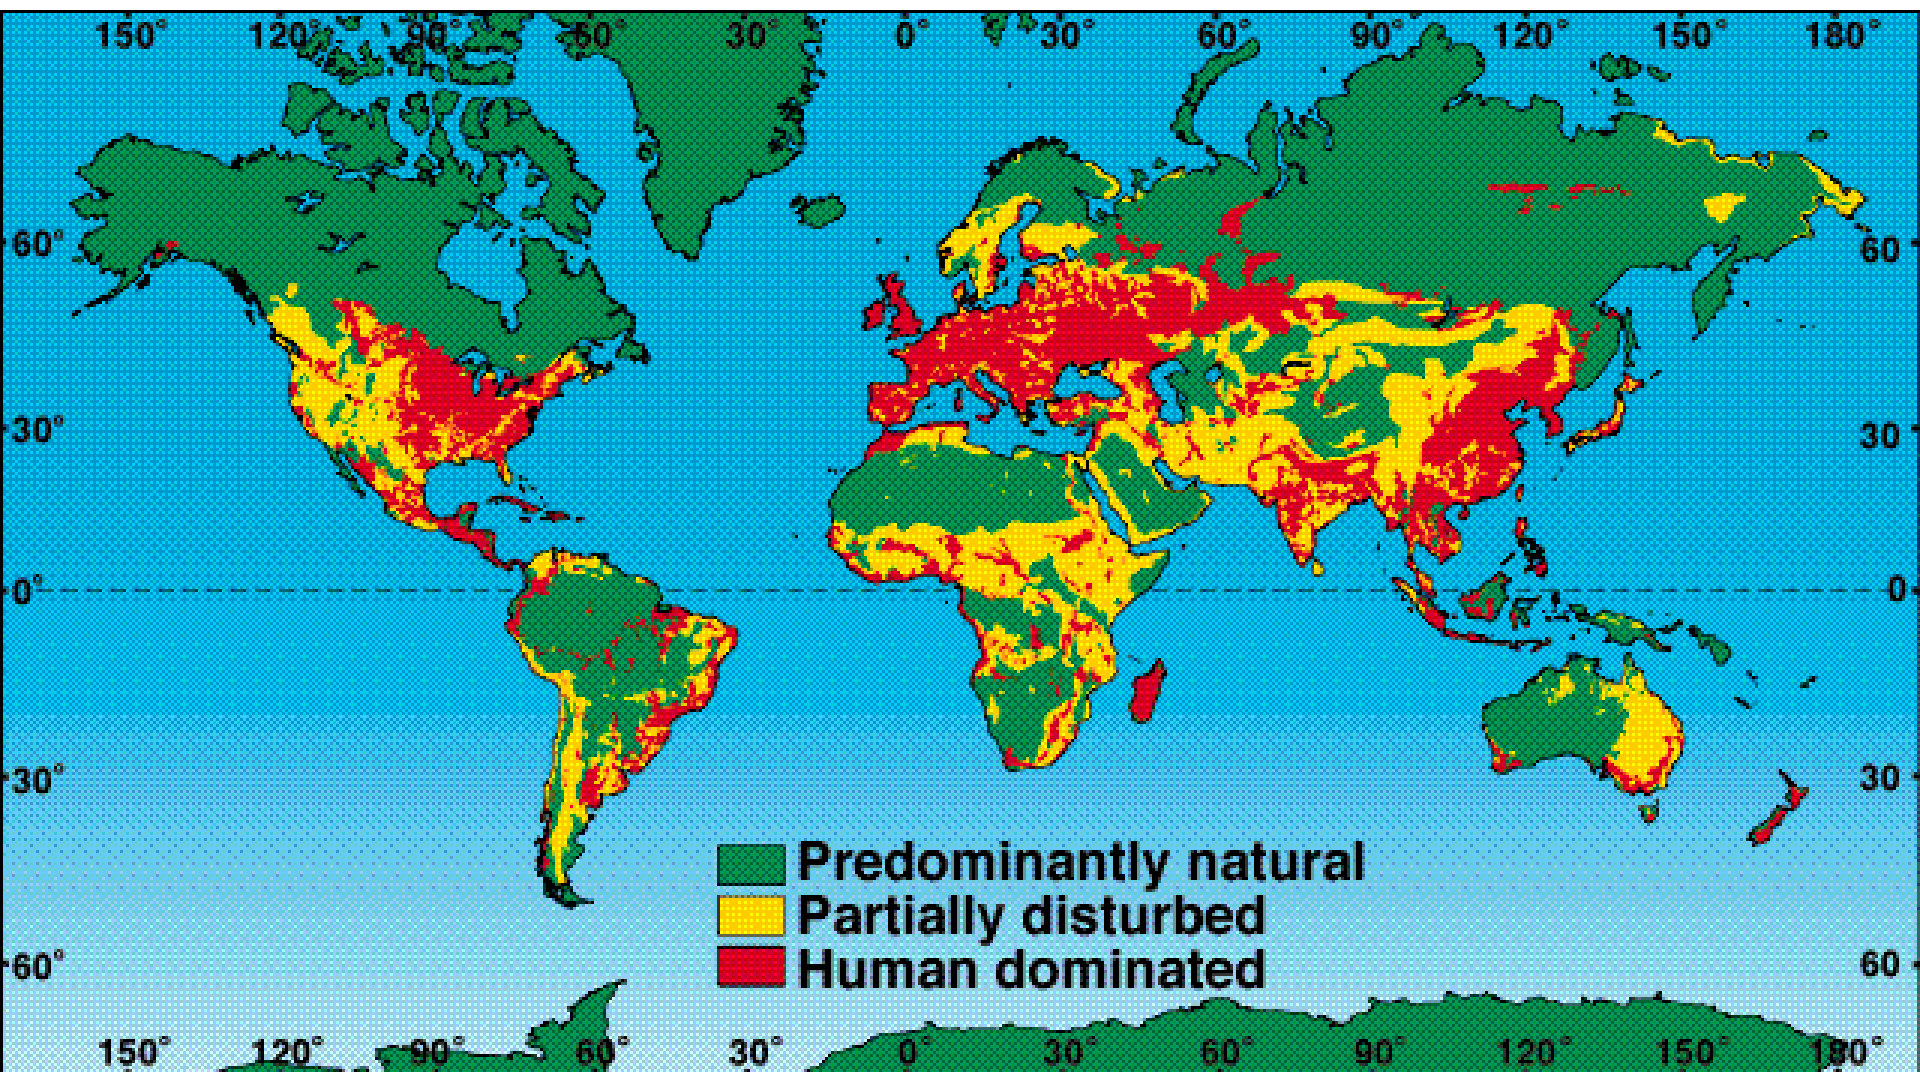 150° 120° 90° 60° 30° 0° 30° 60° 90° 120° 150° 180°
60° 60
30° 30
0° 0
30° 30
Predominantly natural
Partially disturbed
Human dominated
60° 60
150° 120° 90° 60° 30° 0° 30° 60° 90° 120° 150° 180°